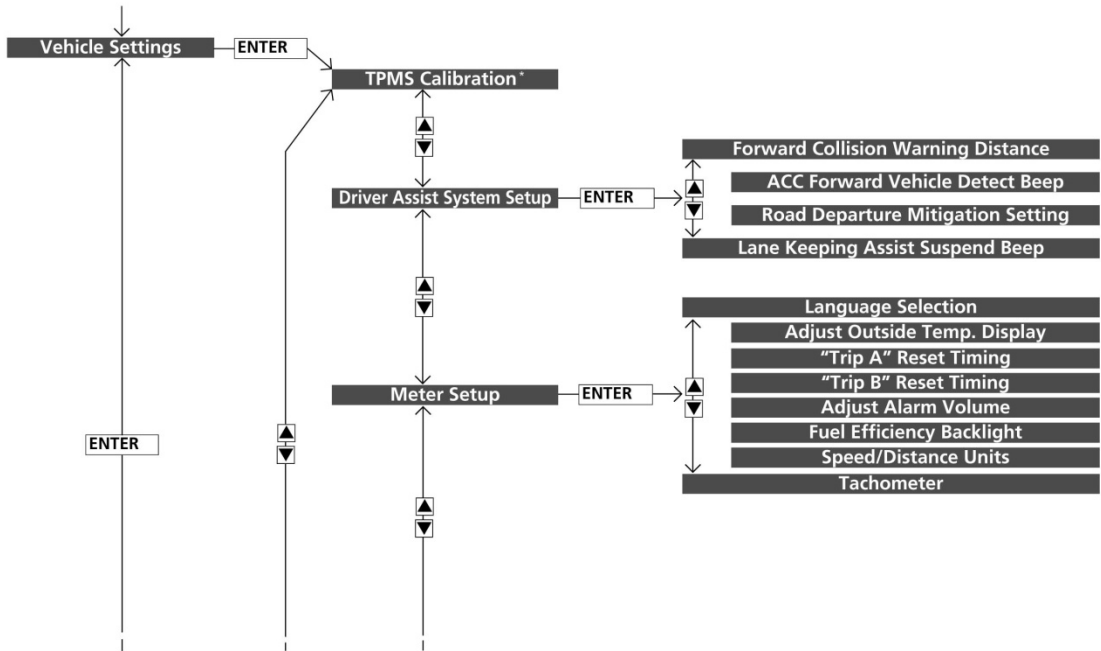 Vehicle Settings
ENTER
TPMS Calibration*
Driver Assist System Setup
ENTER
Forward Collision Warning Distance
ACC Forward Vehicle Detect Beep
Road Departure Mitigation Setting
Lane Keeping Assist Suspend Beep
Language Selection
Adjust Outside Temp. Display
“Trip A” Reset Timing
“Trip B” Reset Timing
Adjust Alarm Volume
Fuel Efficiency Backlight
Speed/Distance Units
Tachometer
Meter Setup
ENTER
ENTER